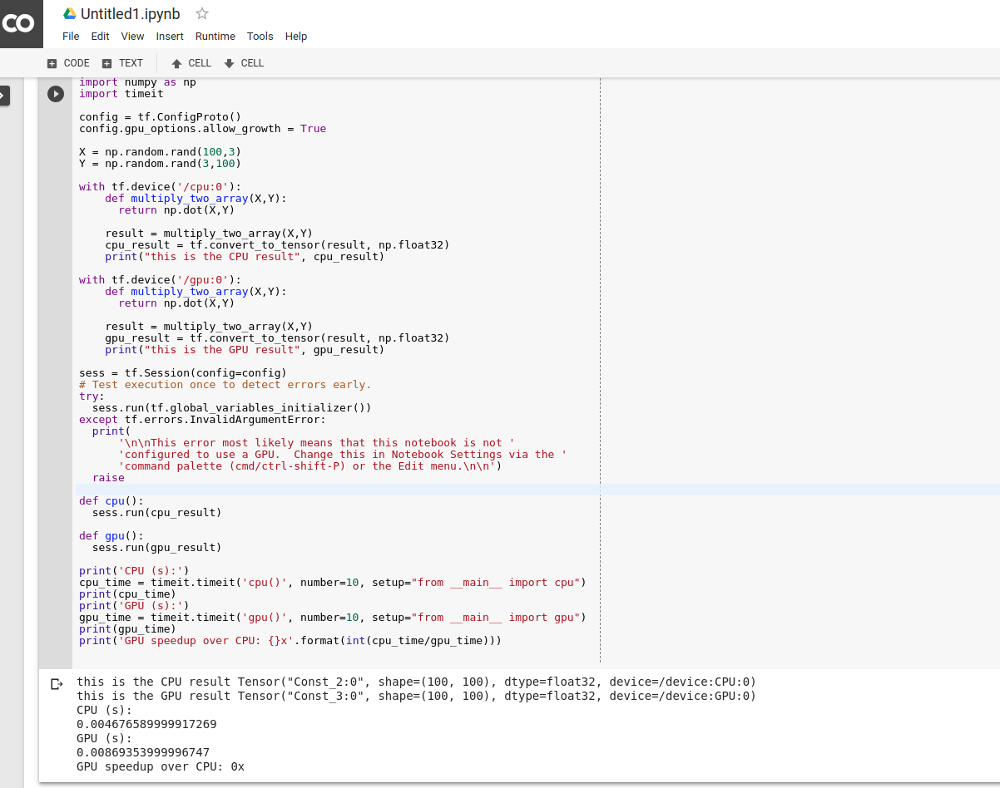 CO
Untitled1.ipynb
File Edit View Insert Runtime Tools Help
CODE TEXT CELL CELL
import numpy as np
import timeit

config = tf.ConfigProto()
config.gpu_options.allow_growth = True

X = np.random.rand(100,3)
Y = np.random.rand(3,100)

with tf.device('/cpu:0'):
    def multiply_two_array(X,Y):
      return np.dot(X,Y)

    result = multiply_two_array(X,Y)
    cpu_result = tf.convert_to_tensor(result, np.float32)
    print("this is the CPU result", cpu_result)

with tf.device('/gpu:0'):
    def multiply_two_array(X,Y):
      return np.dot(X,Y)

    result = multiply_two_array(X,Y)
    gpu_result = tf.convert_to_tensor(result, np.float32)
    print("this is the GPU result", gpu_result)

sess = tf.Session(config=config)
# Test execution once to detect errors early.
try:
  sess.run(tf.global_variables_initializer())
except tf.errors.InvalidArgumentError:
  print(
      '\n\nThis error most likely means that this notebook is not '
      'configured to use a GPU.  Change this in Notebook Settings via the '
      'command palette (cmd/ctrl-shift-P) or the Edit menu.\n\n')
  raise

def cpu():
  sess.run(cpu_result)

def gpu():
  sess.run(gpu_result)

print('CPU (s):')
cpu_time = timeit.timeit('cpu()', number=10, setup="from __main__ import cpu")
print(cpu_time)
print('GPU (s):')
gpu_time = timeit.timeit('gpu()', number=10, setup="from __main__ import gpu")
print(gpu_time)
print('GPU speedup over CPU: {}x'.format(int(cpu_time/gpu_time)))

this is the CPU result Tensor("Const_2:0", shape=(100, 100), dtype=float32, device=/device:CPU:0)
this is the GPU result Tensor("Const_3:0", shape=(100, 100), dtype=float32, device=/device:GPU:0)
CPU (s):
0.004676589999917269
GPU (s):
0.00869353999996747
GPU speedup over CPU: 0x